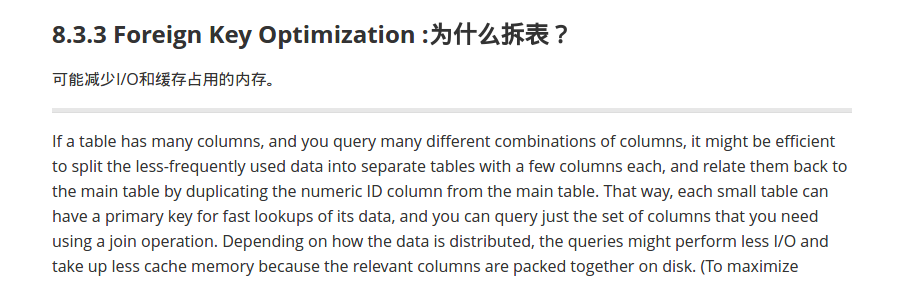 8.3.3 Foreign Key Optimization :为什么拆表？
可能减少I/O和缓存占用的内存。
If a table has many columns, and you query many different combinations of columns, it might be efficient
to split the less-frequently used data into separate tables with a few columns each, and relate them back to
the main table by duplicating the numeric ID column from the main table. That way, each small table can
have a primary key for fast lookups of its data, and you can query just the set of columns that you need
using a join operation. Depending on how the data is distributed, the queries might perform less I/O and
take up less cache memory because the relevant columns are packed together on disk. (To maximize